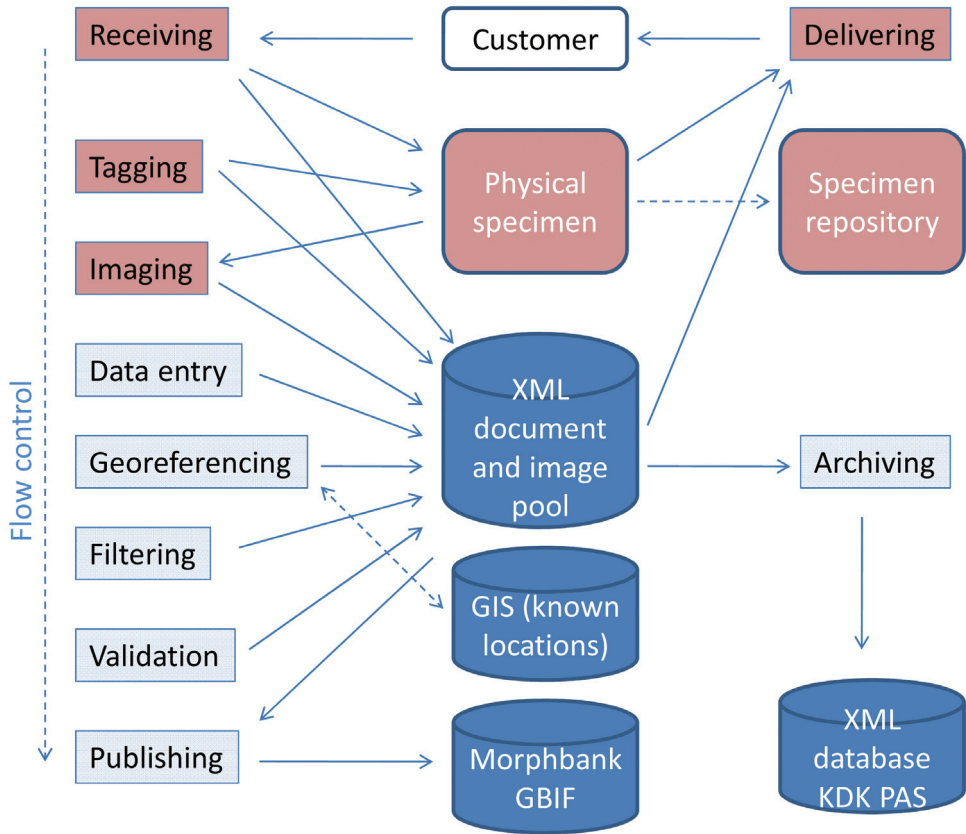 Receiving
Customer
Delivering
Tagging
Physical
specimen
Specimen
repository
Imaging
Data entry
XML
document
and image
pool
Georeferencing
Archiving
Flow control
Filtering
GIS (known
locations)
Validation
Publishing
Morphbank
GBIF
XML
database
KDK PAS